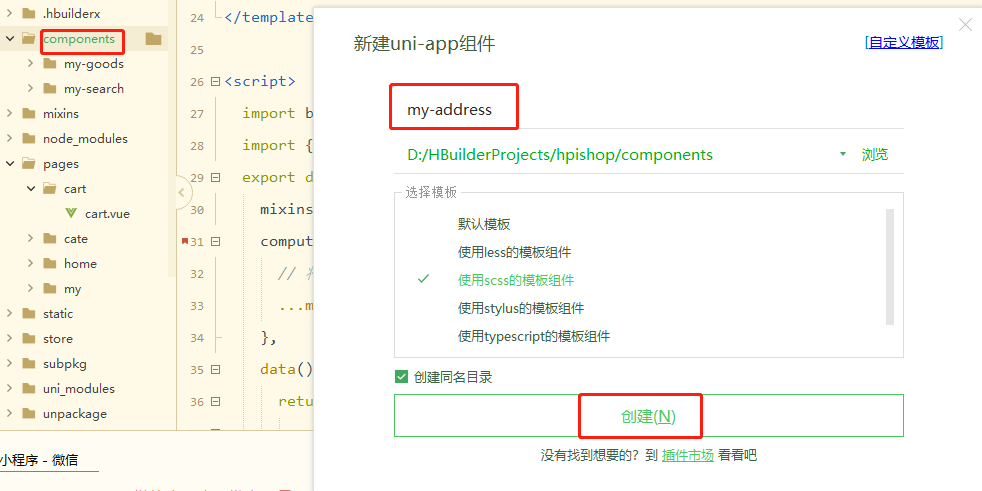 .hbuilderx
components
my-goods
my-search
mixins
node_modules
pages
cart
cart.vue
cate
home
my
static
store
subpkg
uni_modules
unpackage
小程序 - 微信
24 </template
25
26 <script>
27 import b
28 import {
29 export d
30 mixins
31 comput
32 //
33 ...m
34 },
35 data()
36 retu
新建uni-app组件
[自定义模板]
my-address
D:/HBuilderProjects/hpishop/components
浏览
选择模板
默认模板
使用less的模板组件
使用scss的模板组件
使用stylus的模板组件
使用typescript的模板组件
创建同名目录
创建(N)
没有找到想要的？到 插件市场 看看吧